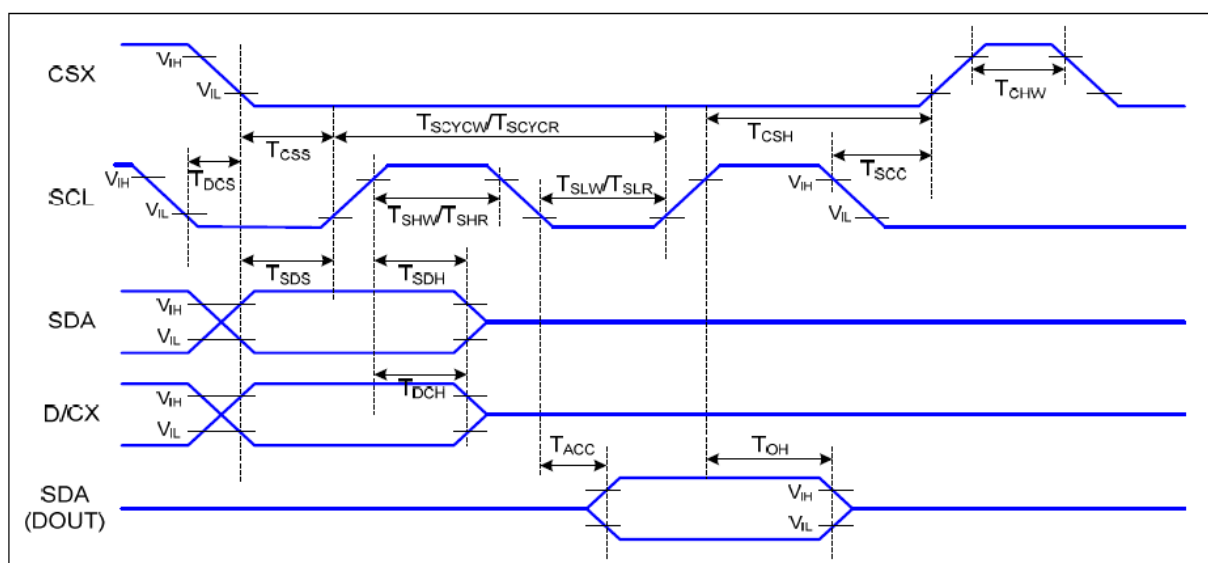 CSX
VIH
VIL
TCHW
TCSS
TSCYCW/TSCYCR
TCSH
SCL
VIH
VIL
TDCS
TSHW/TSHR
TSLW/TSLR
VIH
VIL
TSCC
TSDS
TSDH
SDA
VIH
VIL
TDCH
D/CX
VIH
VIL
TACC
TOH
SDA
(DOUT)
VIH
VIL